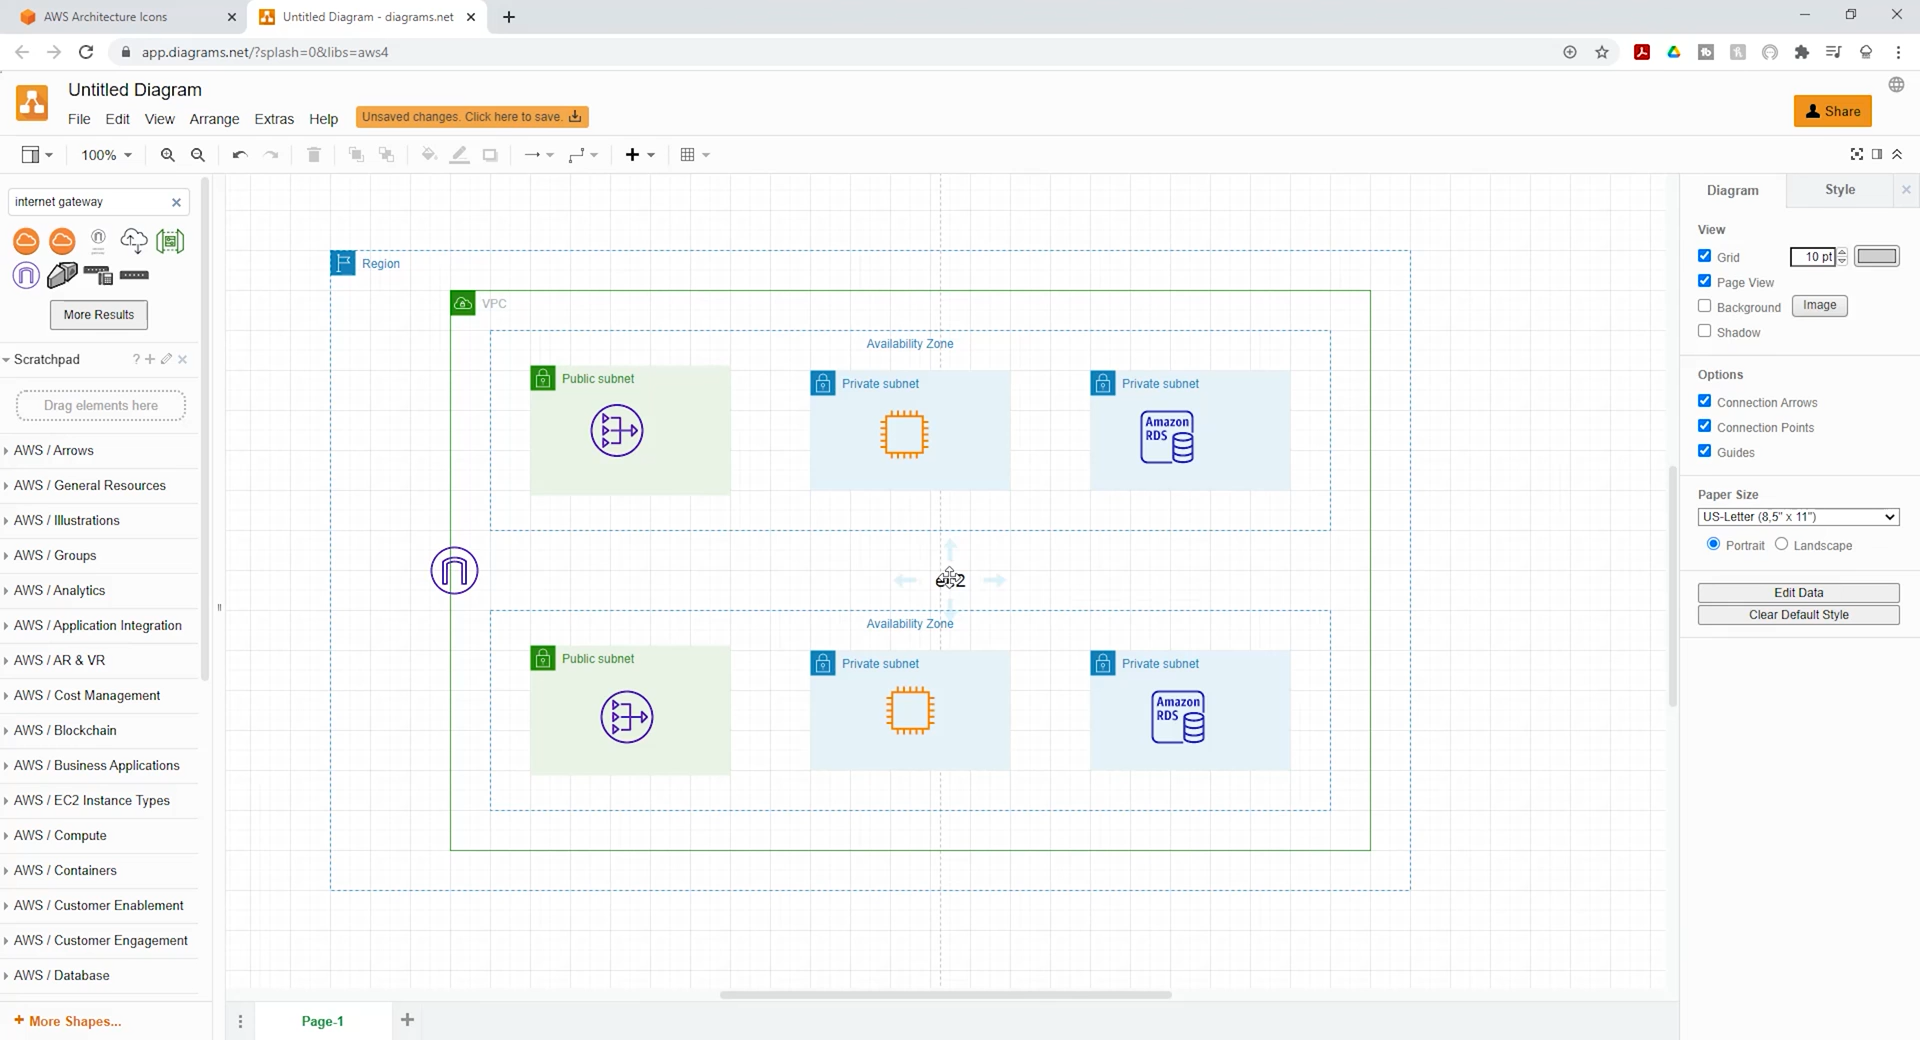 AWS Architecture Icons
Untitled Diagram - diagrams.net
app.diagrams.net/?splash=0&libs=aws4
Untitled Diagram
File Edit View Arrange Extras Help
Unsaved changes. Click here to save.
Share
100%
internet gateway
More Results
Scratchpad
?
Drag elements here
AWS / Arrows
AWS / General Resources
AWS / Illustrations
AWS / Groups
AWS / Analytics
AWS / Application Integration
AWS / AR & VR
AWS / Cost Management
AWS / Blockchain
AWS / Business Applications
AWS / EC2 Instance Types
AWS / Compute
AWS / Containers
AWS / Customer Enablement
AWS / Customer Engagement
AWS / Database
+ More Shapes...
Region
VPC
Availability Zone
Public subnet
Private subnet
Private subnet
Amazon
RDS
Availability Zone
Public subnet
Private subnet
Private subnet
Amazon
RDS
Page-1
Diagram
Style
View
Grid
10 pt
Page View
Background
Image
Shadow
Options
Connection Arrows
Connection Points
Guides
Paper Size
US-Letter (8,5" x 11")
Portrait
Landscape
Edit Data
Clear Default Style